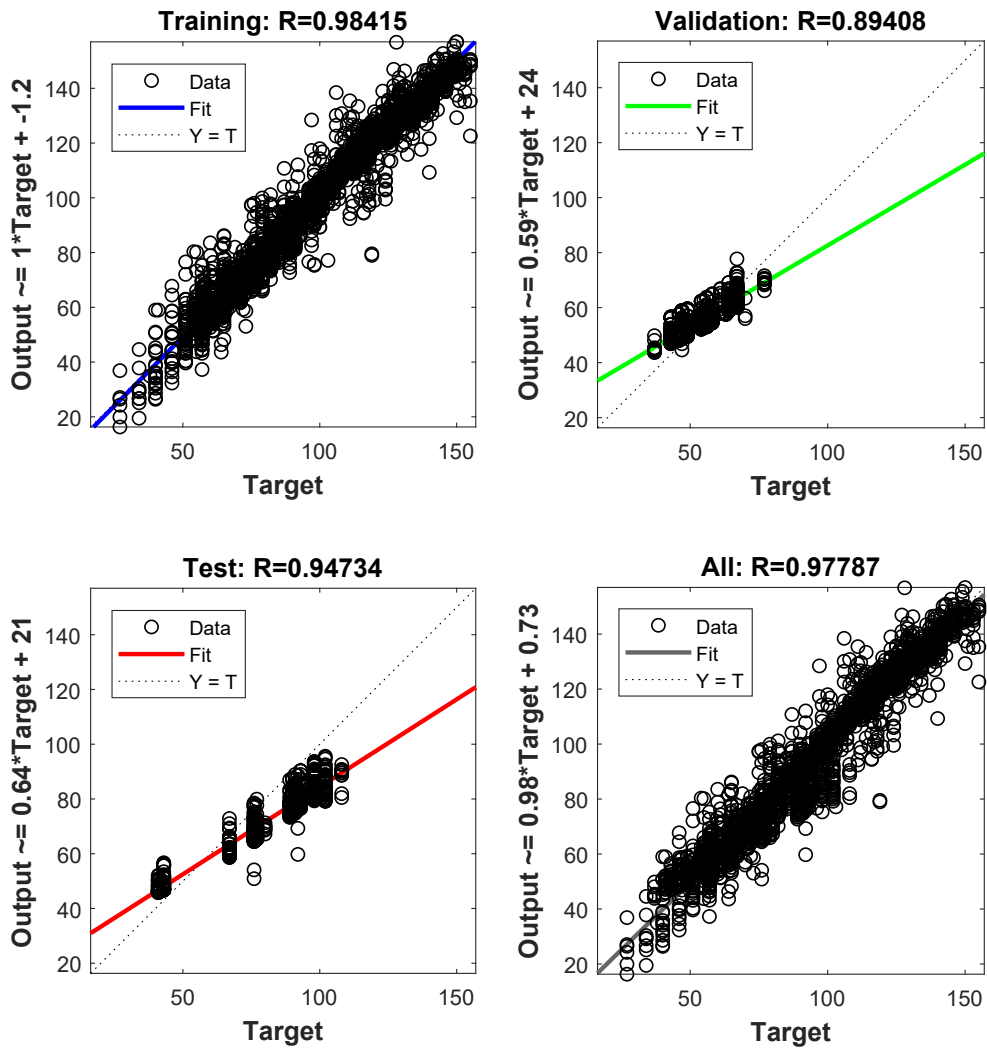 Training: R=0.98415
Output ~= 1*Target + -1.2
140
120
100
80
60
40
20
Data
Fit
Y = T
50
100
150
Target
Validation: R=0.89408
Output ~= 0.59*Target + 24
140
120
100
80
60
40
20
Data
Fit
Y = T
50
100
150
Target
Test: R=0.94734
Output ~= 0.64*Target + 21
140
120
100
80
60
40
20
Data
Fit
Y = T
50
100
150
Target
All: R=0.97787
Output ~= 0.98*Target + 0.73
140
120
100
80
60
40
20
Data
Fit
Y = T
50
100
150
Target